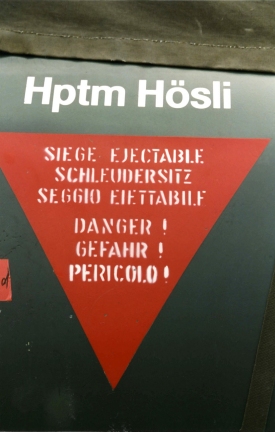 Hptm Hösli
SIEGE EJECTABLE
SCHLEUDERSITZ
SEGGIO EIETTABILE
DANGER !
GEFAHR !
PERICOLO !